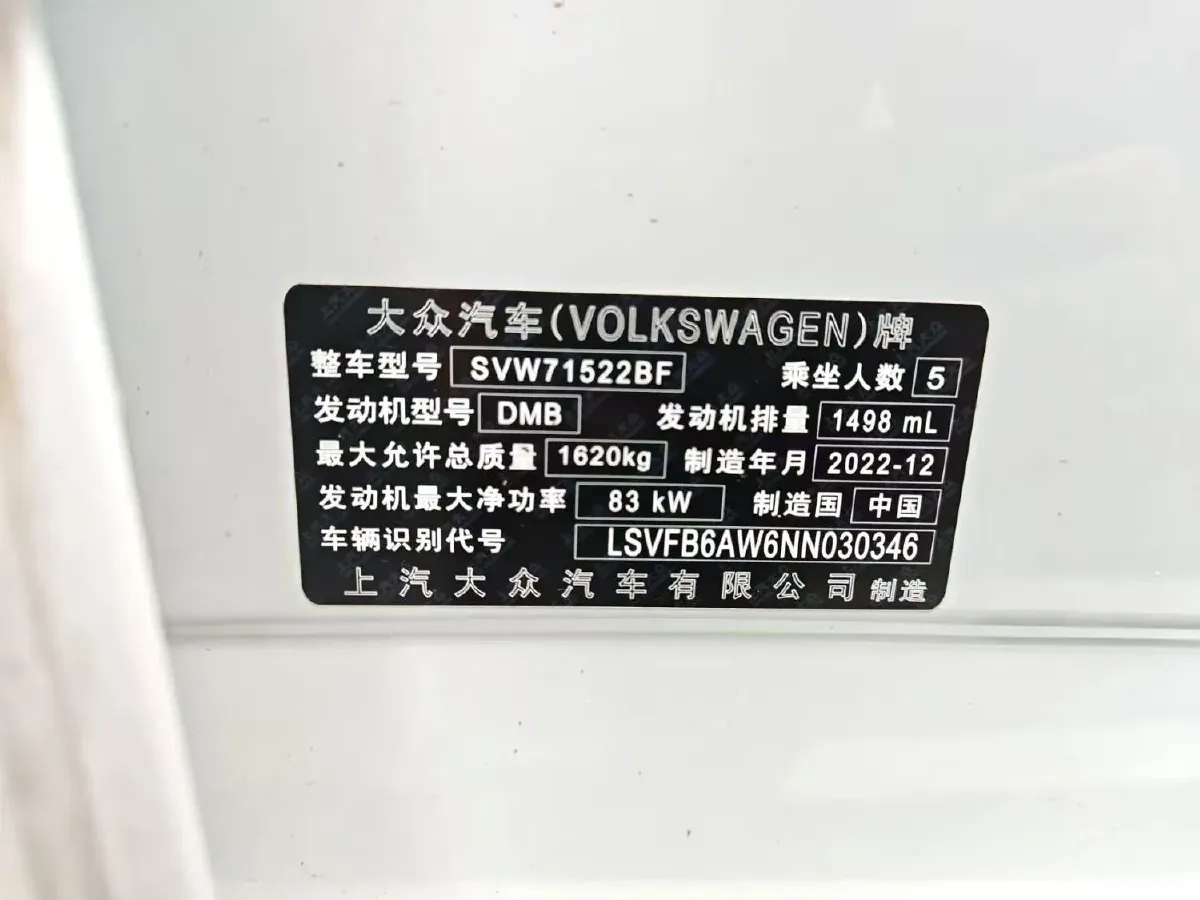 大众汽车(VOLKSWAGEN)牌
整车型号 SVW71522BF 乘坐人数 5
发动机型号 DMB 发动机排量 1498 mL
最大允许总质量 1620kg 制造年月 2022-12
发动机最大净功率 83 kW 制造国 中国
车辆识别代号 LSVFB6AW6NN030346
上汽大众汽车有限公司 制造